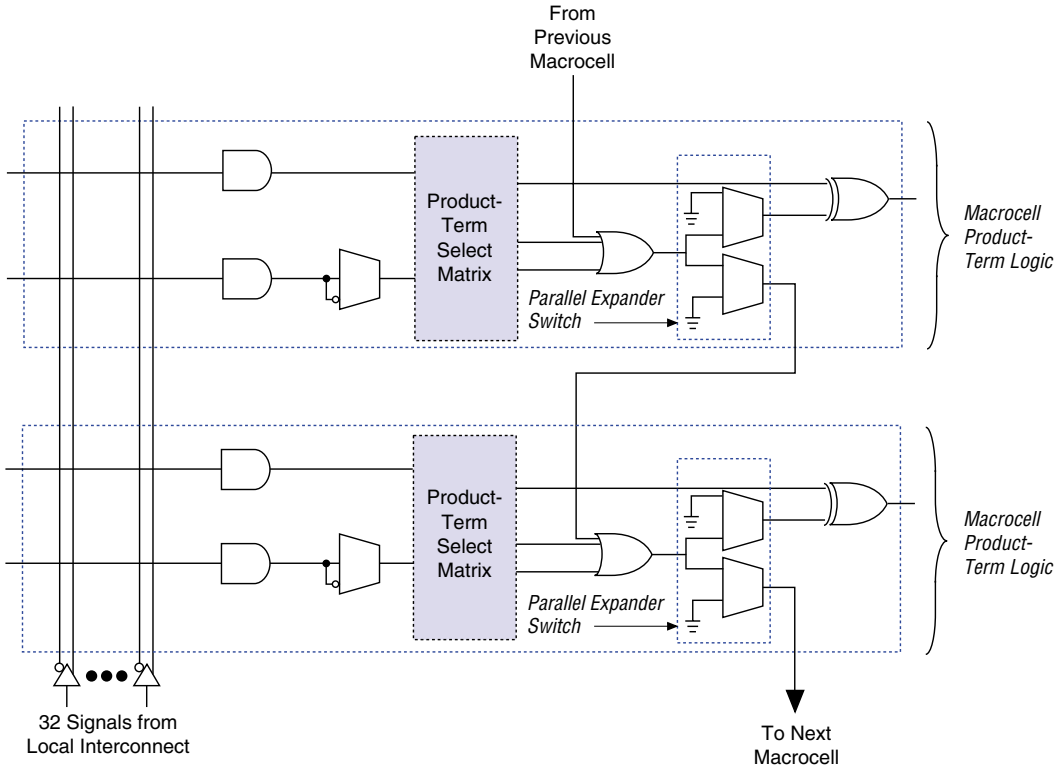 From
Previous
Macrocell
Product-
Term
Select
Matrix
Parallel Expander
Switch
Macrocell
Product-
Term Logic
Product-
Term
Select
Matrix
Parallel Expander
Switch
Macrocell
Product-
Term Logic
32 Signals from
Local Interconnect
To Next
Macrocell